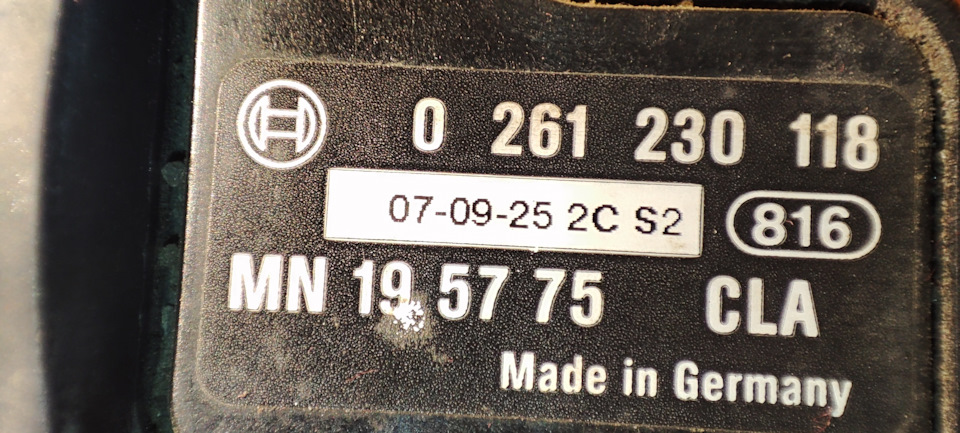 0 261 230 118
07-09-25 2C S2
816
MN 19 57 75 CLA
Made in Germany